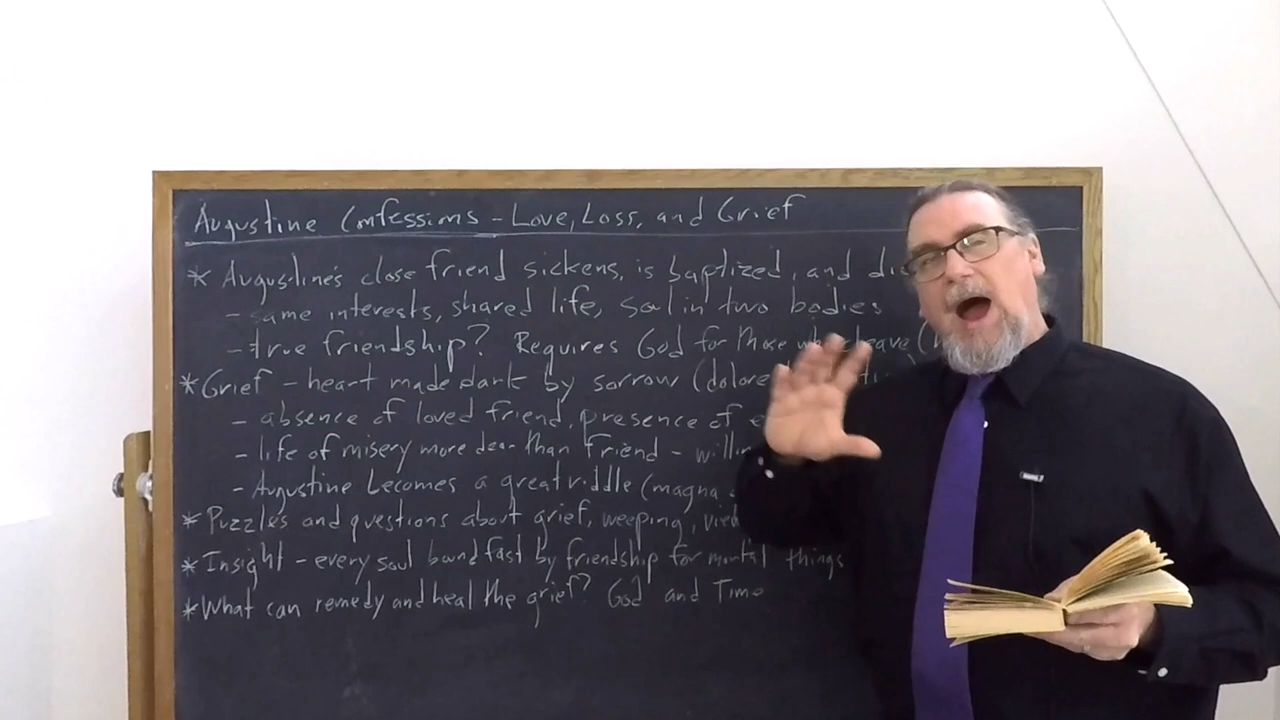 Augustine Confessions - Love, Loss, and Grief
* Augustine's close friend sickens, is baptized, and di
- same interests, shared life, soul in two bodies
- true friendship? Requires God for those who cleave (
* Grief - heart made dark by sorrow (dolore
- absence of loved friend, presence of
- life of misery more dear than friend - willin
- Augustine becomes a great riddle (magna
* Puzzles and questions about grief, weeping,
* Insight - every soul bound fast by friendship for mortal things
* What can remedy and heal the grief? God and Time